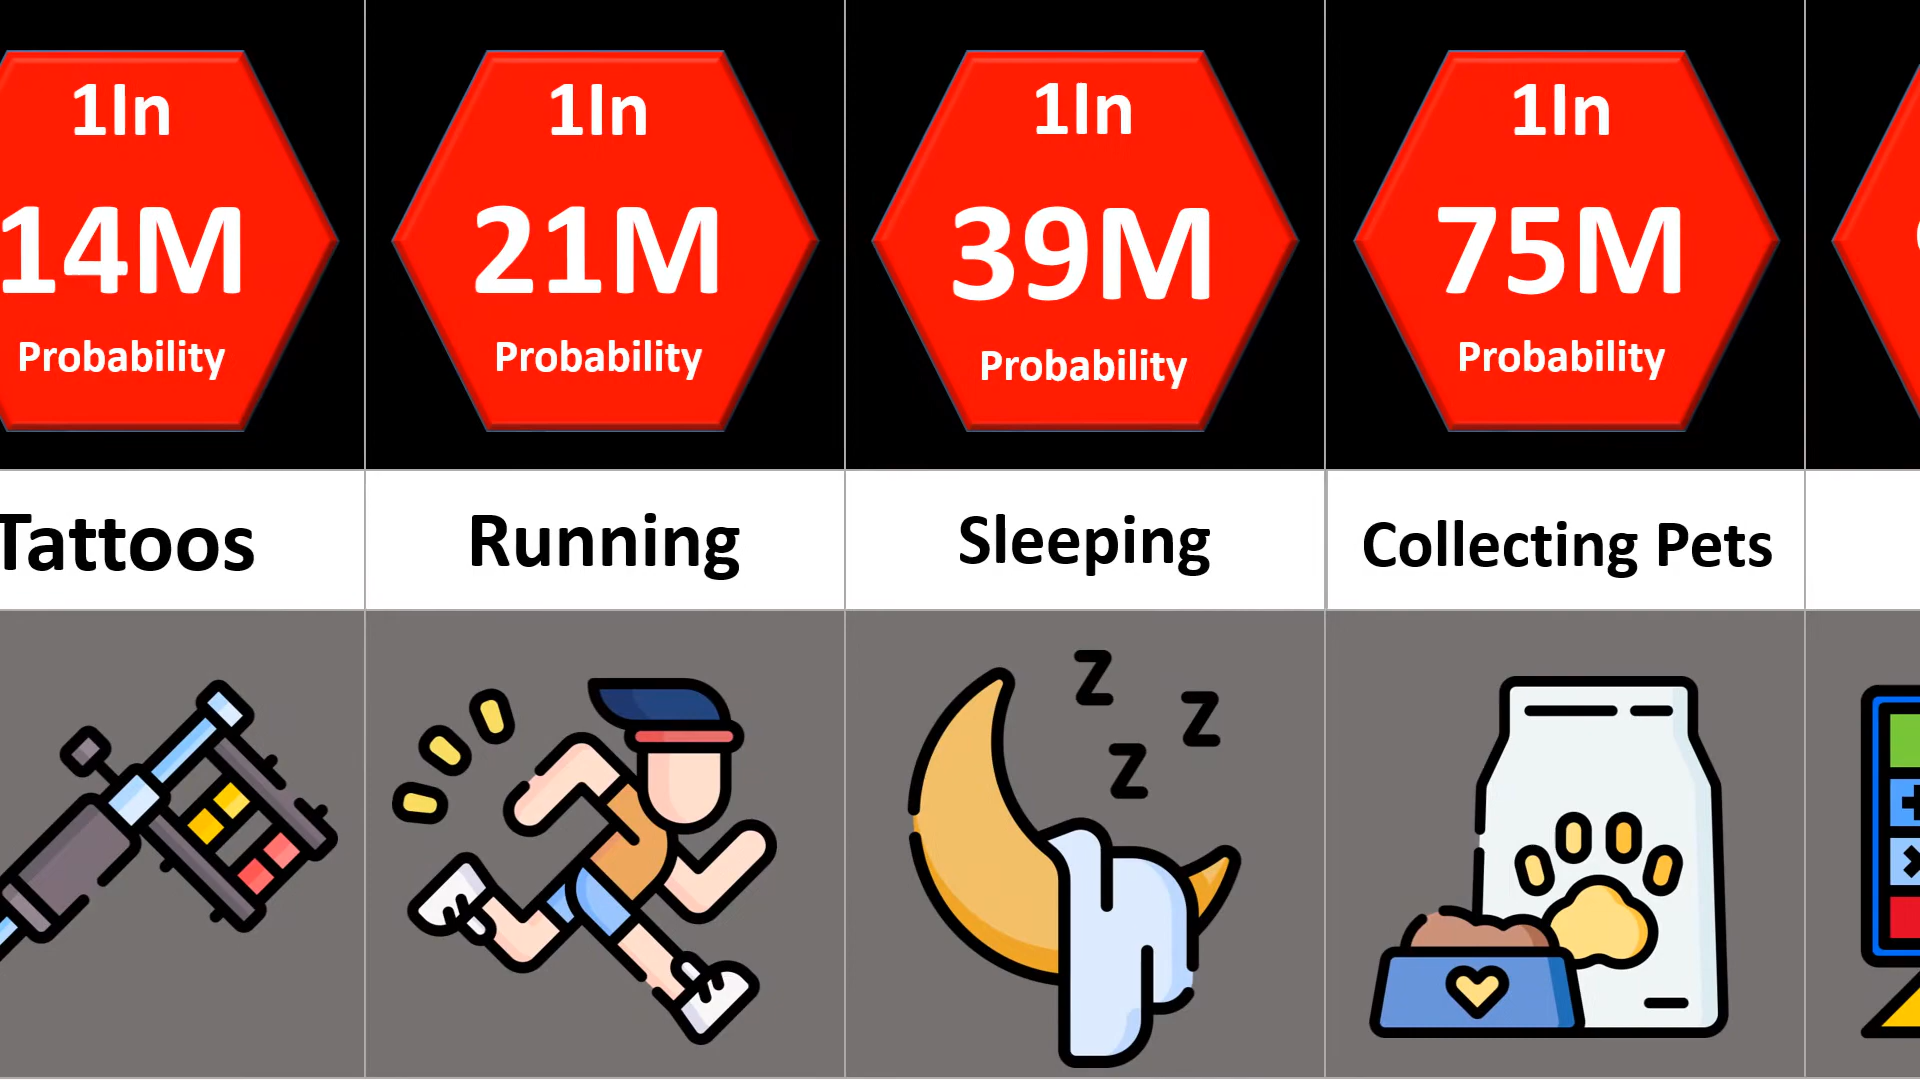 1In
14M
Probability
Tattoos
1In
21M
Probability
Running
1In
39M
Probability
Sleeping
z z z
1In
75M
Probability
Collecting Pets